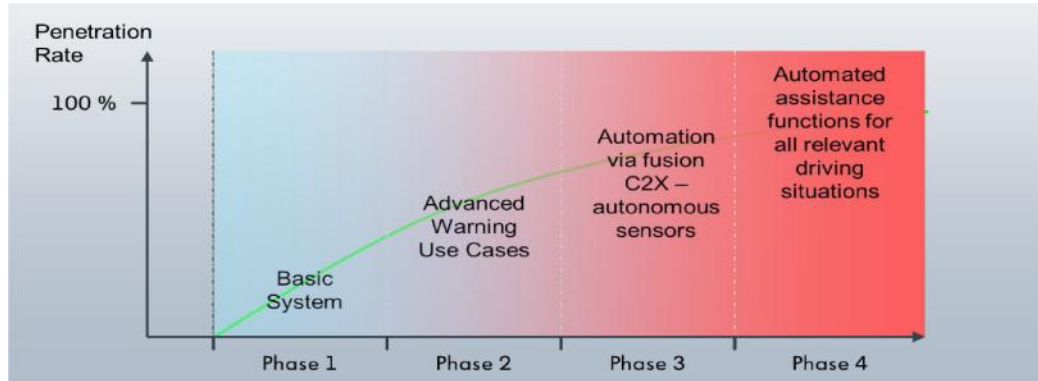 Penetration
Rate
100 %
Basic
System
Advanced
Warning
Use Cases
Automation
via fusion
C2X –
autonomous
sensors
Automated
assistance
functions for
all relevant
driving
situations
Phase 1
Phase 2
Phase 3
Phase 4